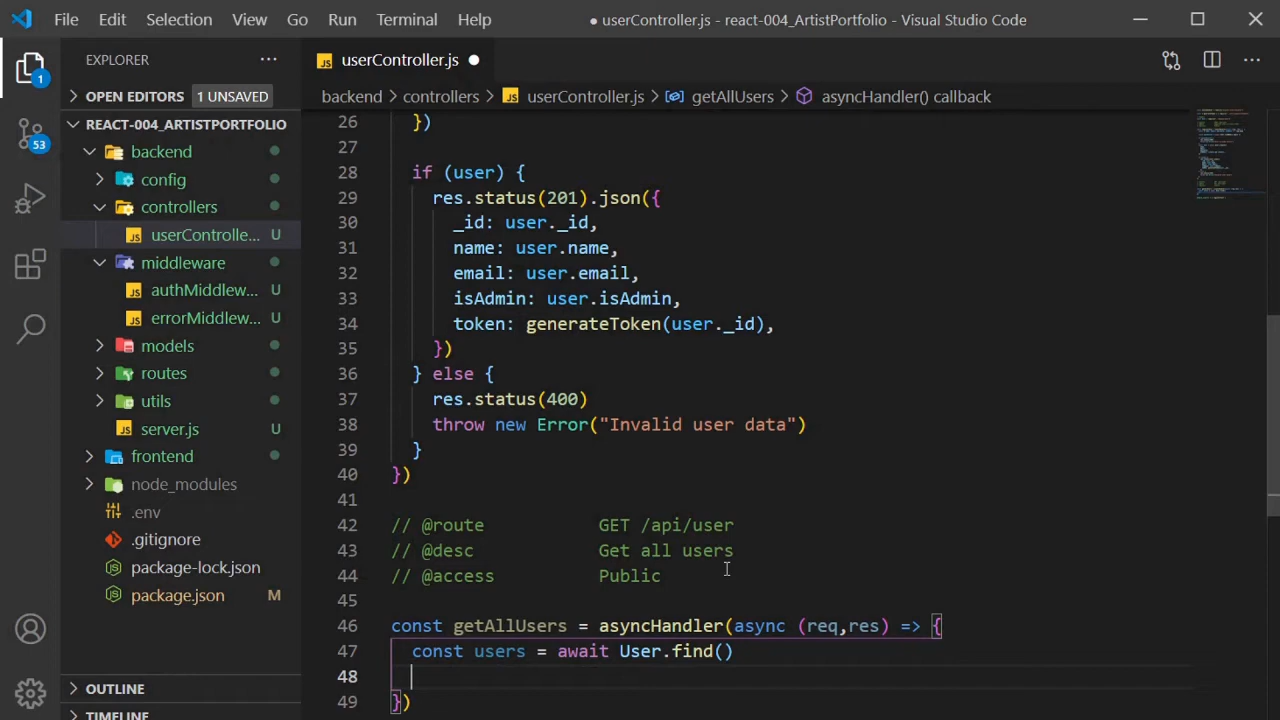 File Edit Selection View Go Run Terminal Help ● userController.js - react-004_ArtistPortfolio - Visual Studio Code
EXPLORER
userController.js
OPEN EDITORS 1 UNSAVED
backend > controllers > userController.js > getAllUsers > asyncHandler() callback
REACT-004_ARTISTPORTFOLIO
backend
config
controllers
userControlle... U
middleware
authMiddlew... U
errorMiddlew... U
models
routes
utils
server.js U
frontend
node_modules
.env
.gitignore
package-lock.json
package.json M
OUTLINE
TIMELINE
1
53
26 })
27
28 if (user) {
29 res.status(201).json({
30 _id: user._id,
31 name: user.name,
32 email: user.email,
33 isAdmin: user.isAdmin,
34 token: generateToken(user._id),
35 })
36 } else {
37 res.status(400)
38 throw new Error("Invalid user data")
39 }
40 })
41
42 // @route GET /api/user
43 // @desc Get all users
44 // @access Public
45
46 const getAllUsers = asyncHandler(async (req,res) => {
47 const users = await User.find()
48
49 })